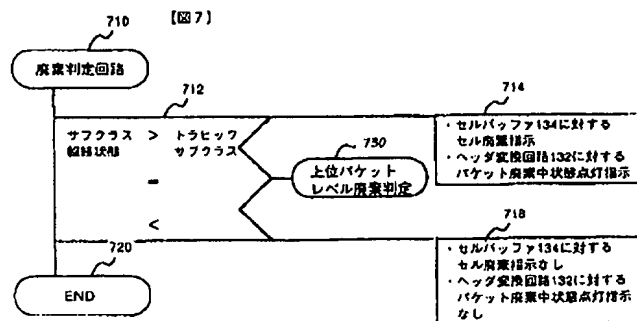 【図7】
710
廃棄判定回路
712
サブクラス > トラヒック
輻輳状態 サブクラス
=
<
714
・セルバッファ134に対する
セル廃棄指示
・ヘッダ変換回路132に対する
パケット廃棄中状態点灯指示
730
上位パケット
レベル廃棄判定
718
・セルバッファ134に対する
セル廃棄指示なし
・ヘッダ変換回路132に対する
パケット廃棄中状態点灯指示
なし
720
END